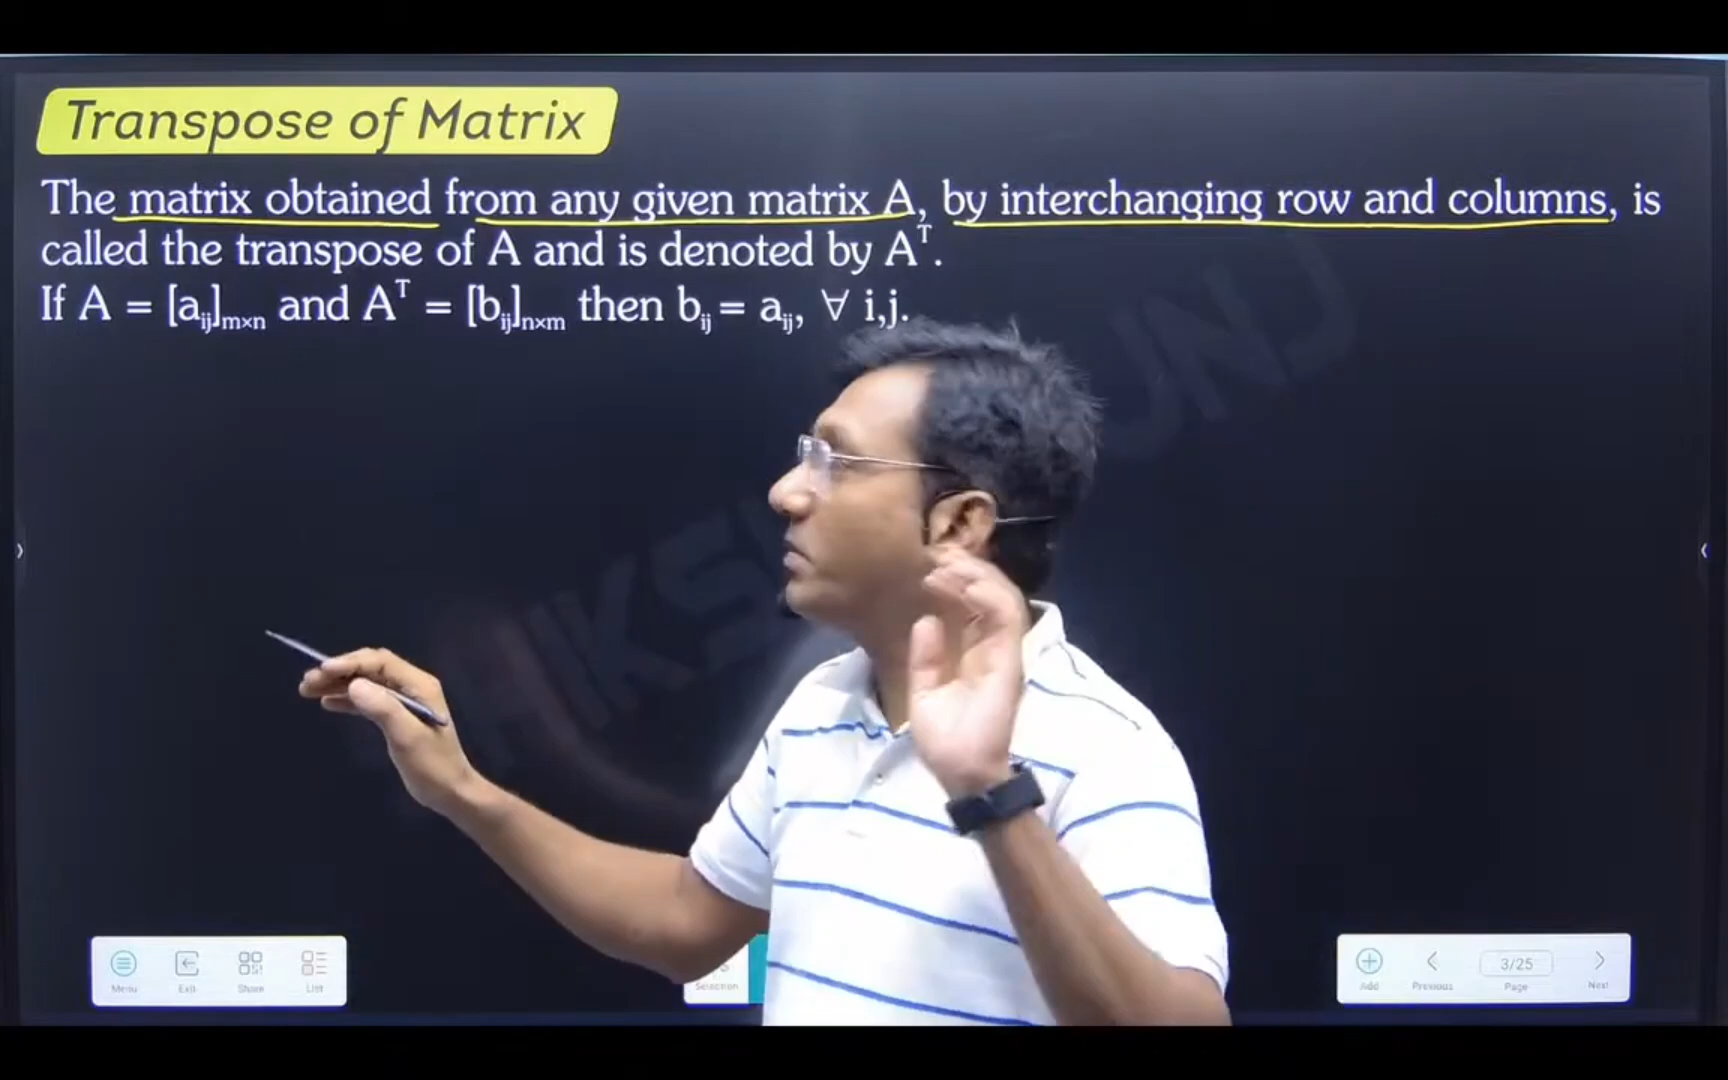 Transpose of Matrix
The matrix obtained from any given matrix A, by interchanging row and columns, is
called the transpose of A and is denoted by Aᵀ.
If A = [aᵢⱼ]ₘ×ₙ and Aᵀ = [bᵢⱼ]ₙ×ₘ then bᵢⱼ = aᵢⱼ, ∀ i,j.
Menu Exit Share List Selection Add Previous 3/25 Page Next